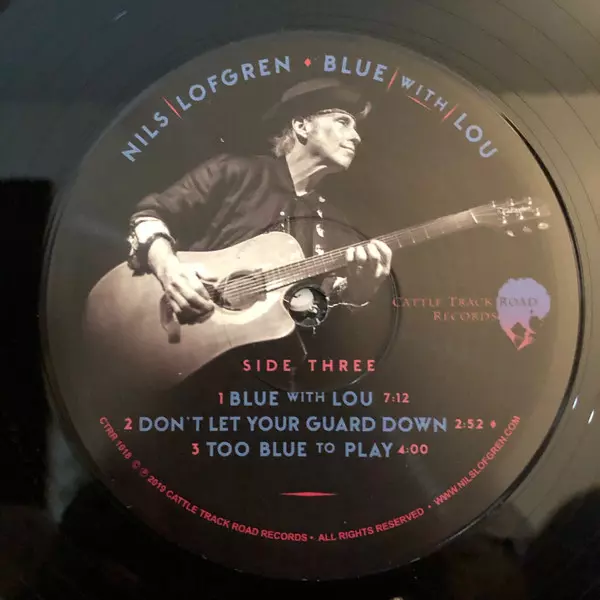 NILS LOFGREN ♦ BLUE WITH LOU
CATTLE TRACK ROAD
RECORDS
SIDE THREE
1 BLUE WITH LOU 7:12
2 DON'T LET YOUR GUARD DOWN 2:52 ♦
3 TOO BLUE TO PLAY 4:00
CTRR 1018 © ℗ 2019 CATTLE TRACK ROAD RECORDS • ALL RIGHTS RESERVED • WWW.NILSLOFGREN.COM